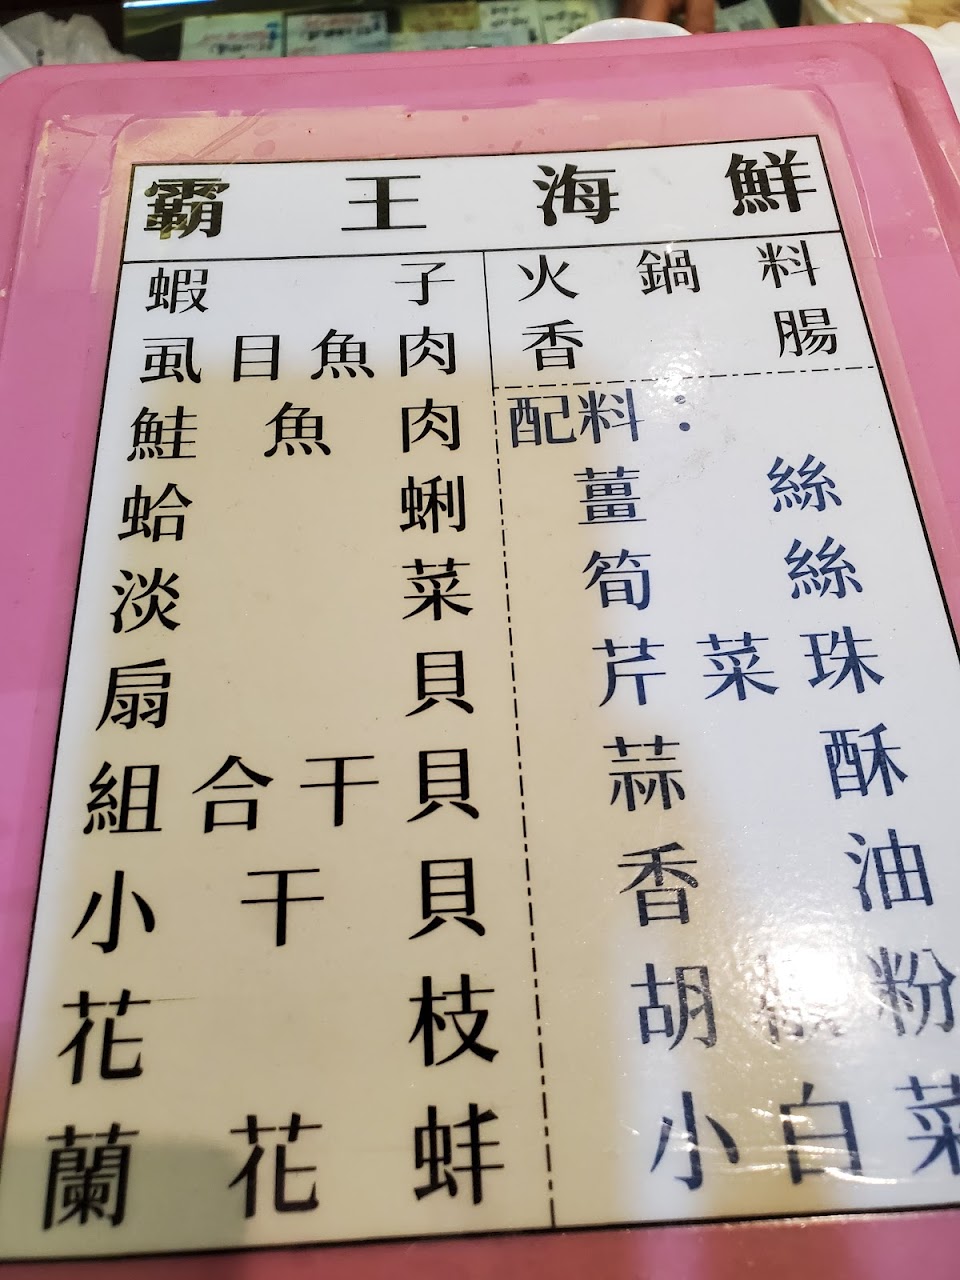 霸王海鮮
蝦子
虱目魚肉
鮭魚肉
蛤蜊
淡菜
扇貝
組合干貝
小干貝
花枝
蘭花蚌
火鍋料
香腸
配料：
薑絲
筍絲
芹菜珠
蒜酥
香油
胡椒粉
小白菜